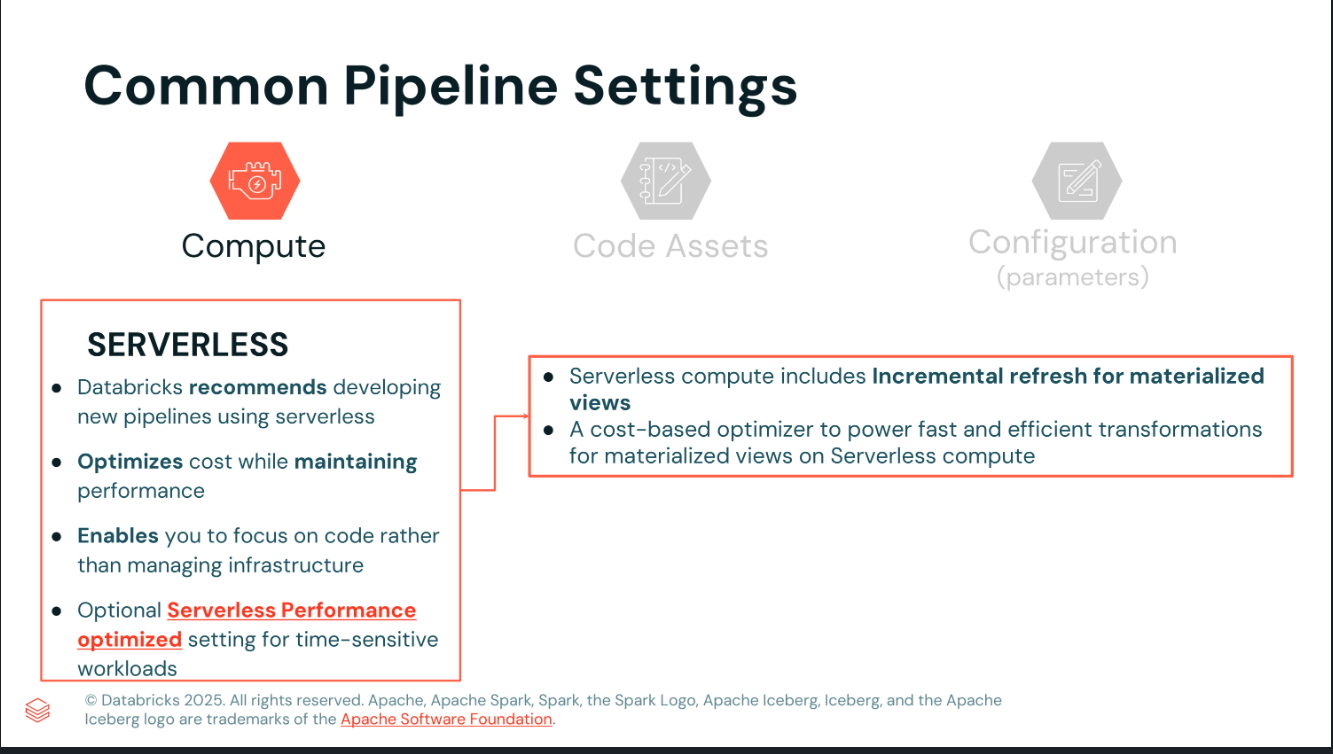 Common Pipeline Settings
Compute
Code Assets
Configuration
(parameters)
SERVERLESS
● Databricks recommends developing
new pipelines using serverless
● Optimizes cost while maintaining
performance
● Enables you to focus on code rather
than managing infrastructure
● Optional Serverless Performance
optimized setting for time-sensitive
workloads
● Serverless compute includes Incremental refresh for materialized
views
● A cost-based optimizer to power fast and efficient transformations
for materialized views on Serverless compute
© Databricks 2025. All rights reserved. Apache, Apache Spark, Spark, the Spark Logo, Apache Iceberg, Iceberg, and the Apache
Iceberg logo are trademarks of the Apache Software Foundation.